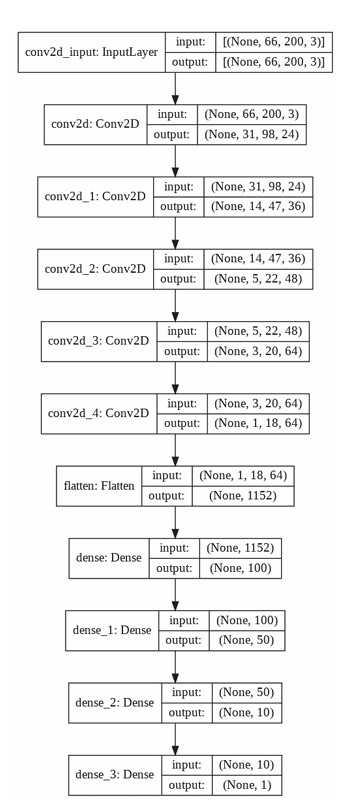 conv2d_input: InputLayer input: [(None, 66, 200, 3)]
output: [(None, 66, 200, 3)]
conv2d: Conv2D input: (None, 66, 200, 3)
output: (None, 31, 98, 24)
conv2d_1: Conv2D input: (None, 31, 98, 24)
output: (None, 14, 47, 36)
conv2d_2: Conv2D input: (None, 14, 47, 36)
output: (None, 5, 22, 48)
conv2d_3: Conv2D input: (None, 5, 22, 48)
output: (None, 3, 20, 64)
conv2d_4: Conv2D input: (None, 3, 20, 64)
output: (None, 1, 18, 64)
flatten: Flatten input: (None, 1, 18, 64)
output: (None, 1152)
dense: Dense input: (None, 1152)
output: (None, 100)
dense_1: Dense input: (None, 100)
output: (None, 50)
dense_2: Dense input: (None, 50)
output: (None, 10)
dense_3: Dense input: (None, 10)
output: (None, 1)